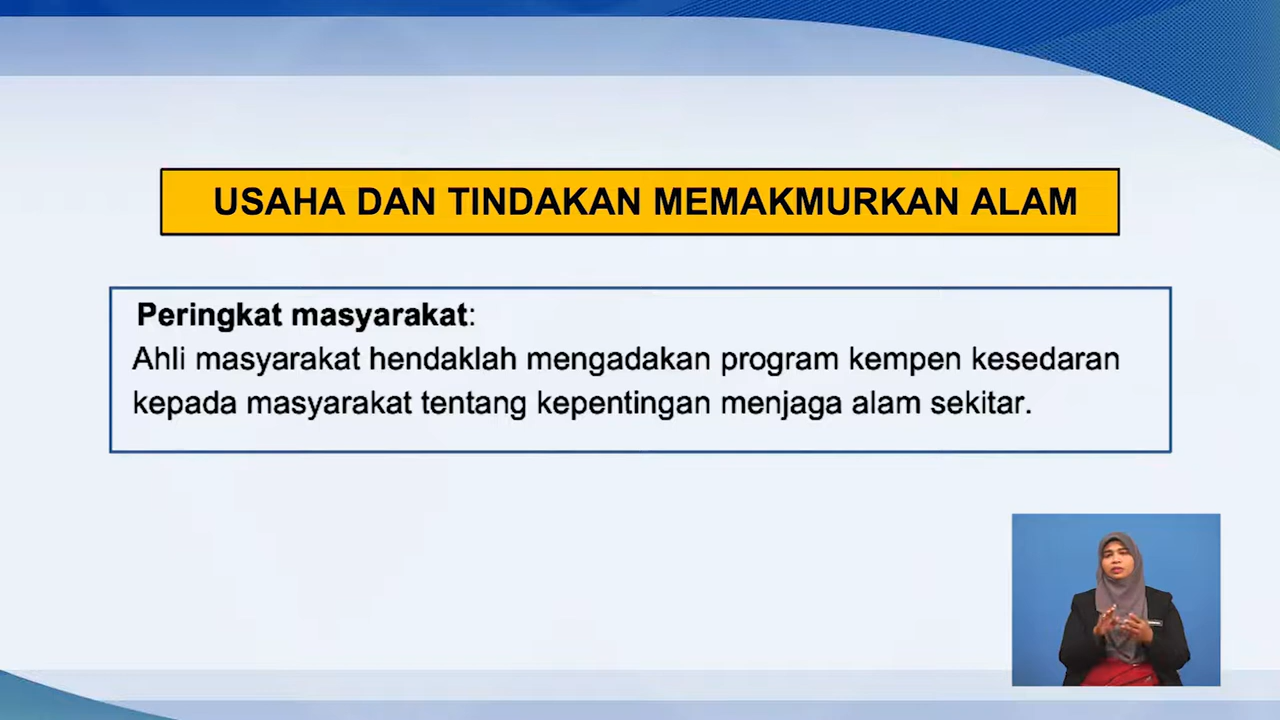 USAHA DAN TINDAKAN MEMAKMURKAN ALAM
Peringkat masyarakat:
Ahli masyarakat hendaklah mengadakan program kempen kesedaran
kepada masyarakat tentang kepentingan menjaga alam sekitar.